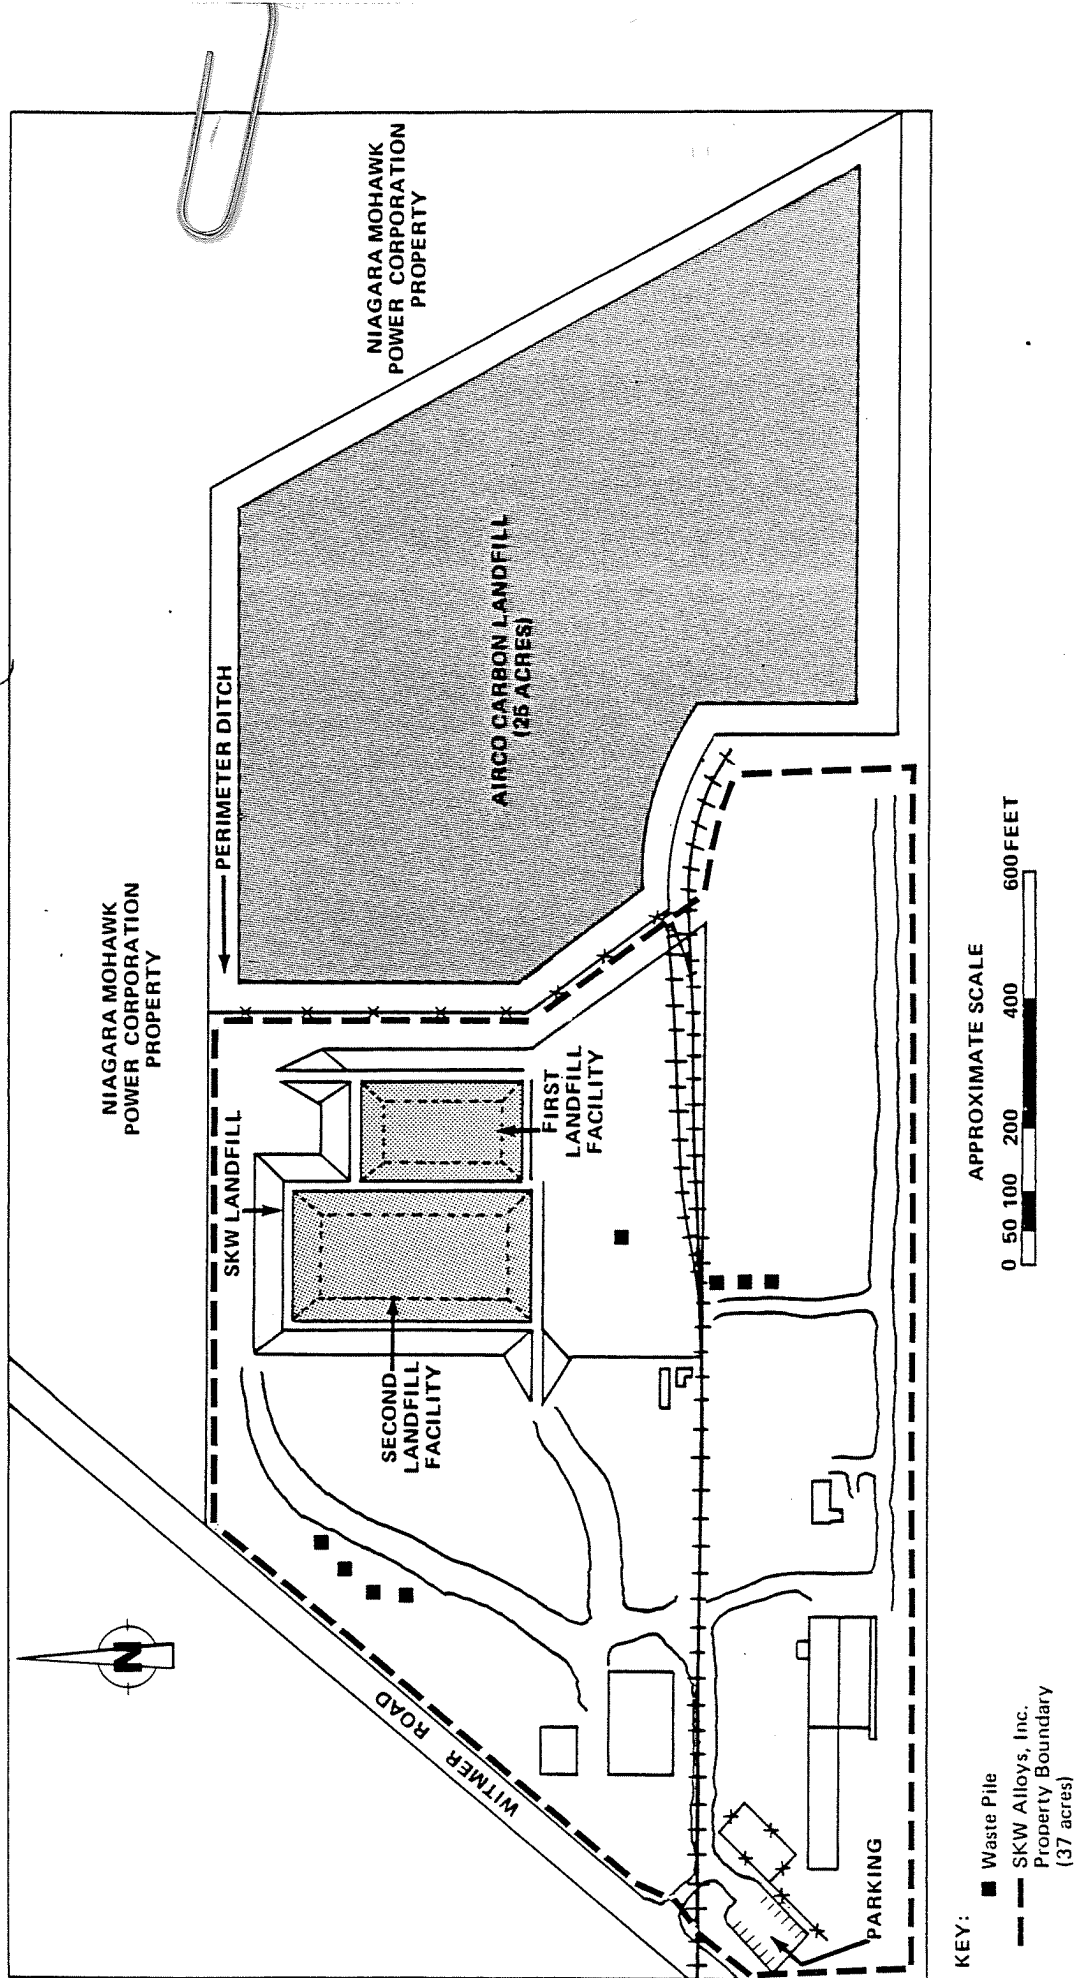 NIAGARA MOHAWK
POWER CORPORATION
PROPERTY
NIAGARA MOHAWK
POWER CORPORATION
PROPERTY
PERIMETER DITCH
AIRCO CARBON LANDFILL
(25 ACRES)
SKW LANDFILL
FIRST
LANDFILL
FACILITY
SECOND
LANDFILL
FACILITY
N
WITMER ROAD
PARKING
KEY:
Waste Pile
SKW Alloys, Inc.
Property Boundary
(37 acres)
APPROXIMATE SCALE
0 50 100 200 400 600 FEET